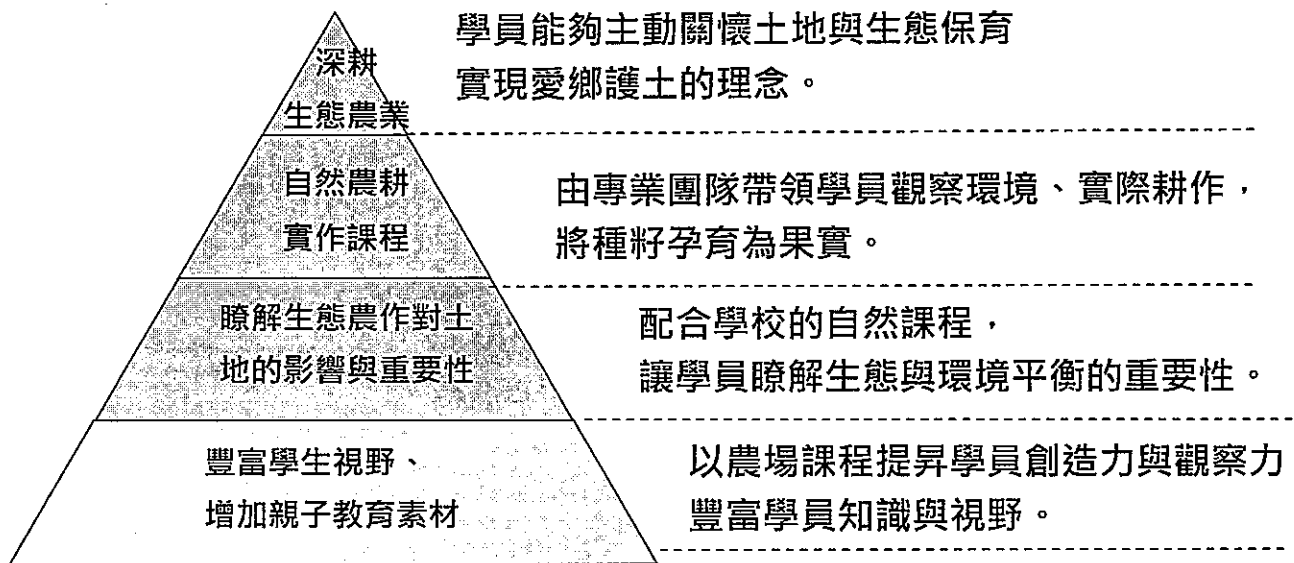 深耕
生態農業
學員能夠主動關懷土地與生態保育
實現愛鄉護土的理念。
自然農耕
實作課程
由專業團隊帶領學員觀察環境、實際耕作，
將種籽孕育為果實。
瞭解生態農作對土
地的影響與重要性
配合學校的自然課程，
讓學員瞭解生態與環境平衡的重要性。
豐富學生視野、
增加親子教育素材
以農場課程提昇學員創造力與觀察力
豐富學員知識與視野。